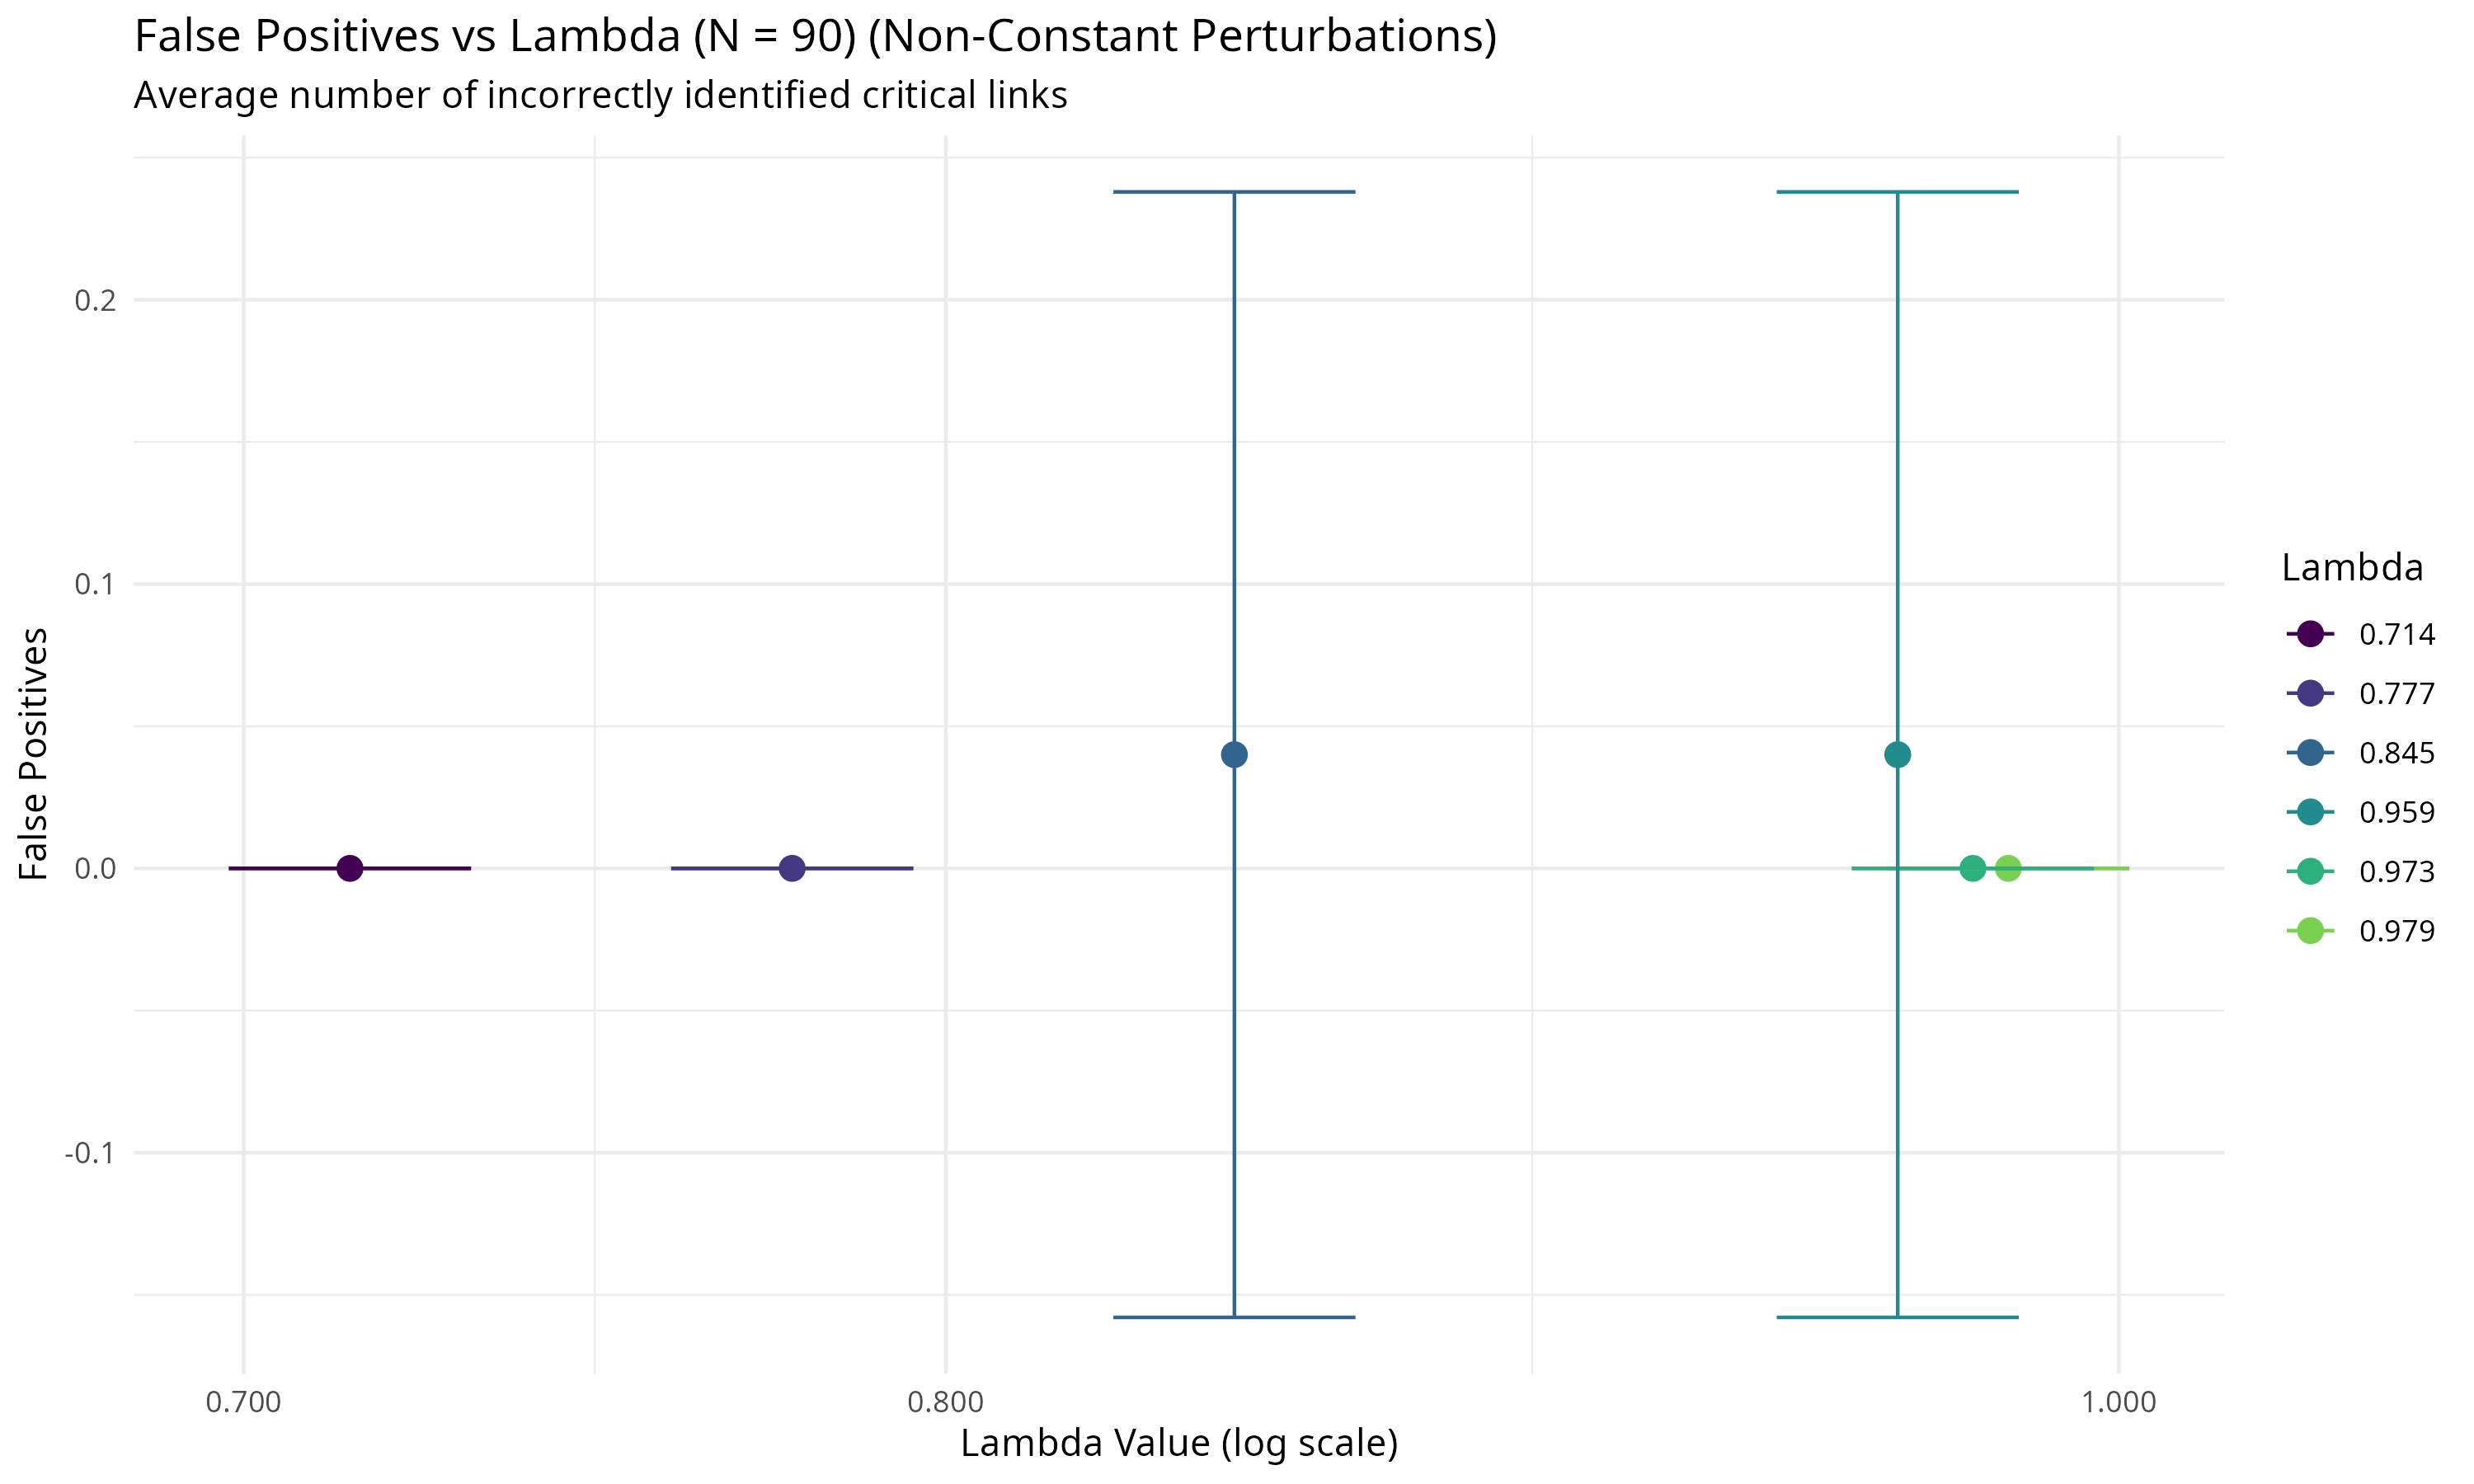 False Positives vs Lambda (N = 90) (Non-Constant Perturbations)
Average number of incorrectly identified critical links
False Positives
0.2
0.1
0.0
-0.1
0.700
0.800
1.000
Lambda Value (log scale)
Lambda
0.714
0.777
0.845
0.959
0.973
0.979